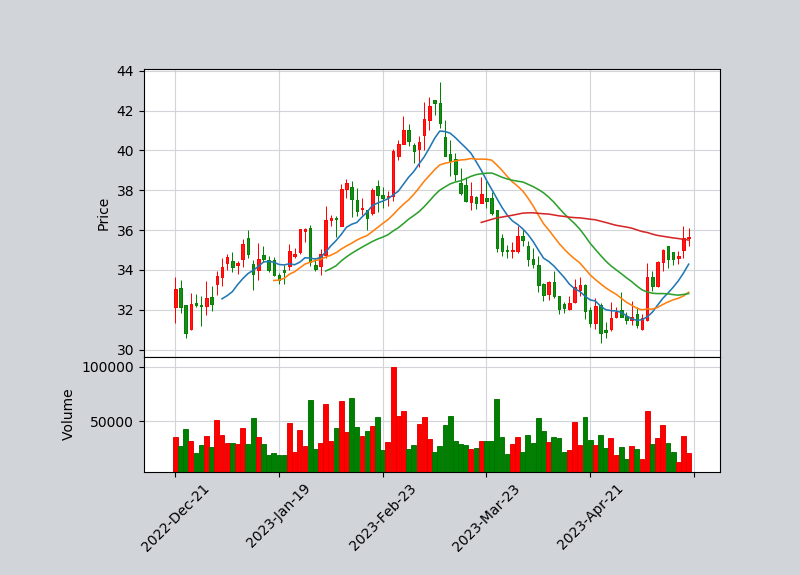 Price
44
42
40
38
36
34
32
30
Volume
100000
50000
2022-Dec-21
2023-Jan-19
2023-Feb-23
2023-Mar-23
2023-Apr-21